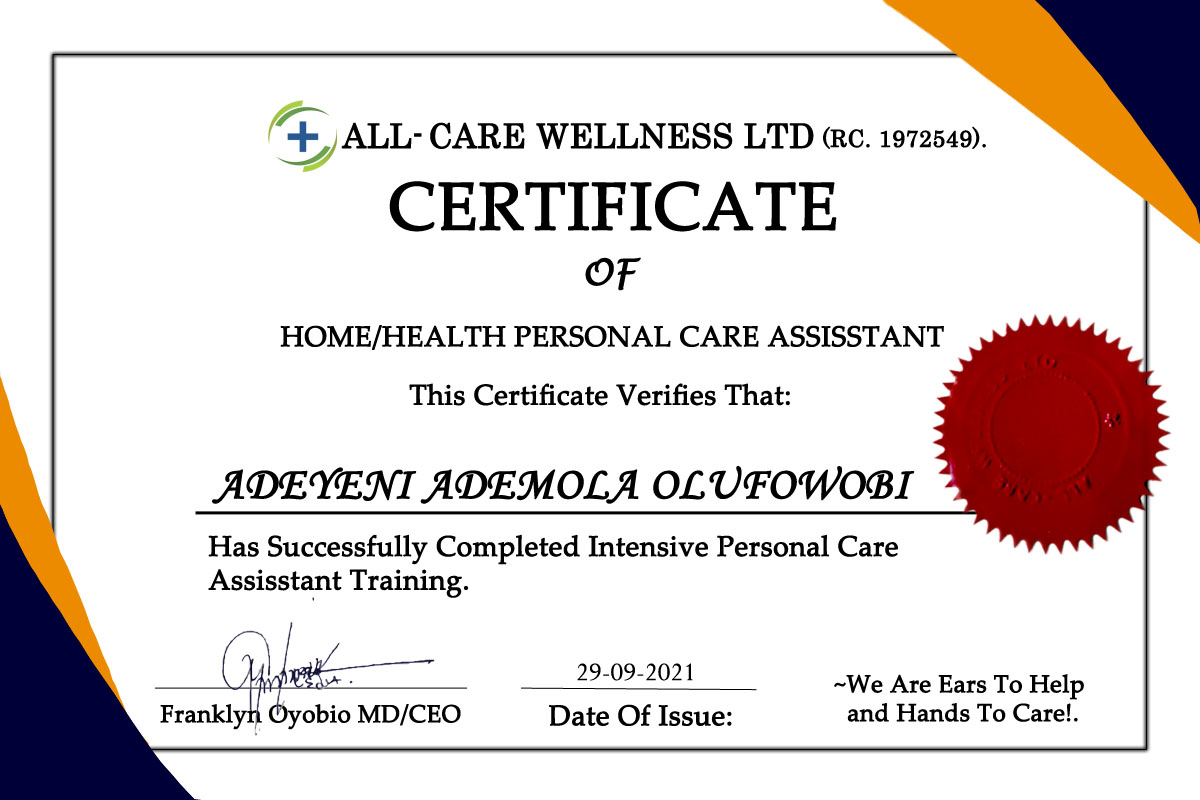 ALL-CARE WELLNESS LTD (RC. 1972549).
CERTIFICATE
OF
HOME/HEALTH PERSONAL CARE ASSISSTANT
This Certificate Verifies That:
ADEYENI ADEMOLA OLUFOWOBI
Has Successfully Completed Intensive Personal Care
Assisstant Training.
29-09-2021
Franklyn Oyobio MD/CEO
Date Of Issue:
~We Are Ears To Help
and Hands To Care!.